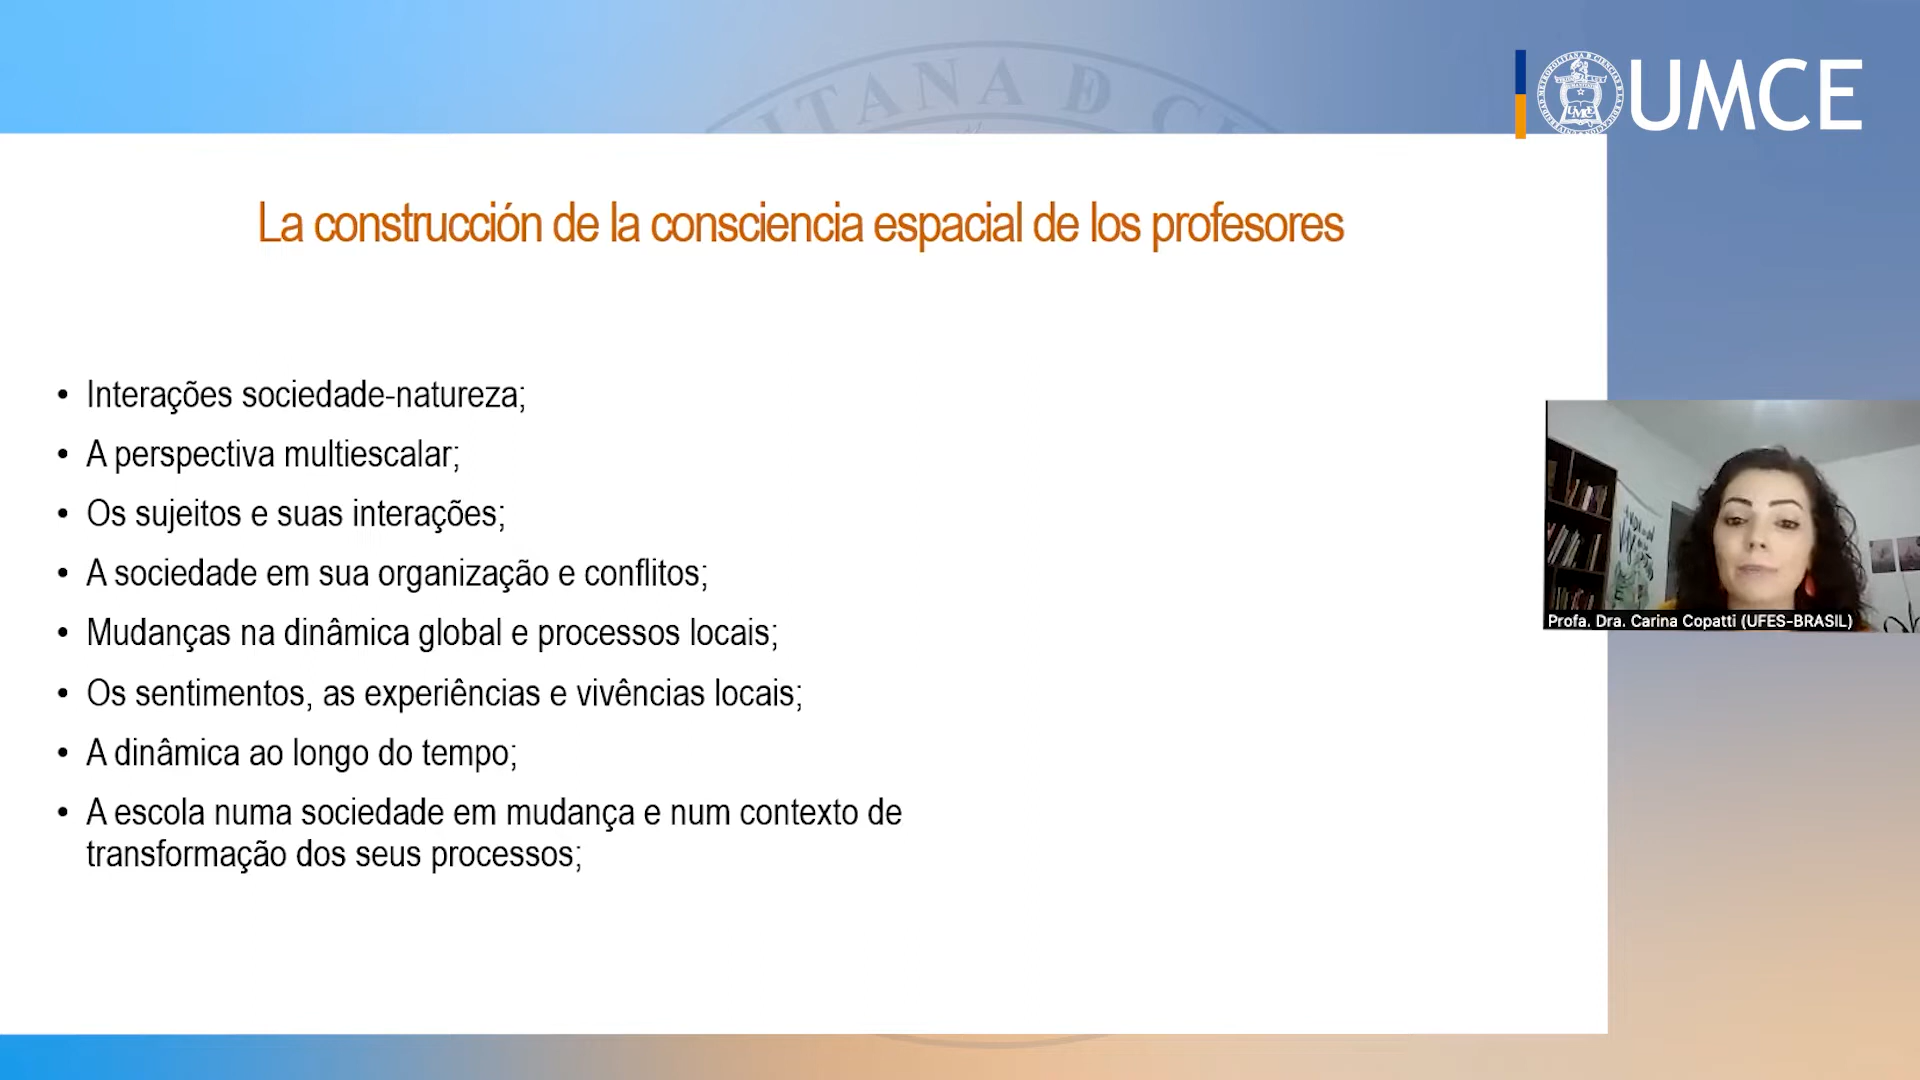 ITANA D C
UMCE
La construcción de la consciencia espacial de los profesores
• Interações sociedade-natureza;
• A perspectiva multiescalar;
• Os sujeitos e suas interações;
• A sociedade em sua organização e conflitos;
• Mudanças na dinâmica global e processos locais;
• Os sentimentos, as experiências e vivências locais;
• A dinâmica ao longo do tempo;
• A escola numa sociedade em mudança e num contexto de
transformação dos seus processos;
Profa. Dra. Carina Copatti (UFES-BRASIL)